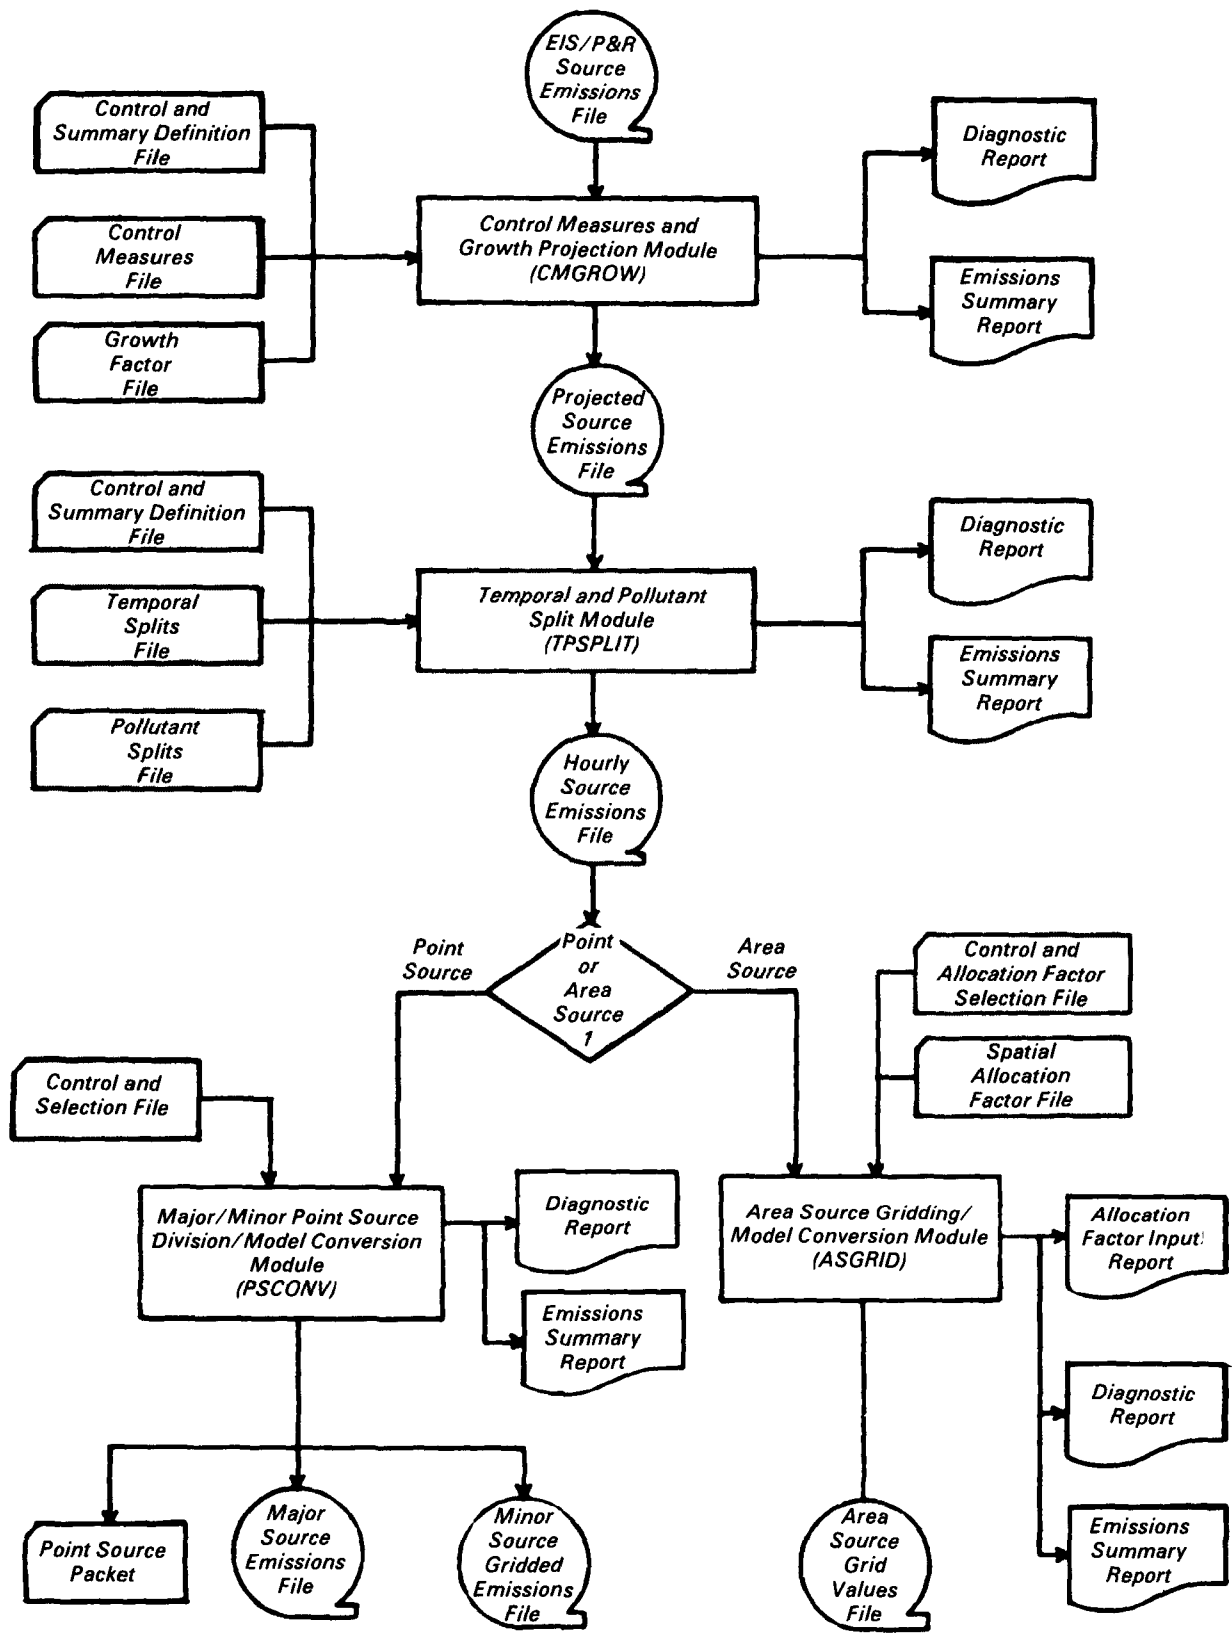 EIS/P&R
Source
Emissions
File
Control and
Summary Definition
File
Control
Measures
File
Growth
Factor
File
Control Measures and
Growth Projection Module
(CMGROW)
Diagnostic
Report
Emissions
Summary
Report
Projected
Source
Emissions
File
Control and
Summary Definition
File
Temporal
Splits
File
Pollutant
Splits
File
Temporal and Pollutant
Split Module
(TPSPLIT)
Diagnostic
Report
Emissions
Summary
Report
Hourly
Source
Emissions
File
Point
Source
Point
or
Area
Source
1
Area
Source
Control and
Allocation Factor
Selection File
Spatial
Allocation
Factor File
Control and
Selection File
Major/Minor Point Source
Division/Model Conversion
Module
(PSCONV)
Diagnostic
Report
Emissions
Summary
Report
Area Source Gridding/
Model Conversion Module
(ASGRID)
Allocation
Factor Input
Report
Diagnostic
Report
Emissions
Summary
Report
Point Source
Packet
Major
Source
Emissions
File
Minor
Source
Gridded
Emissions
File
Area
Source
Grid
Values
File